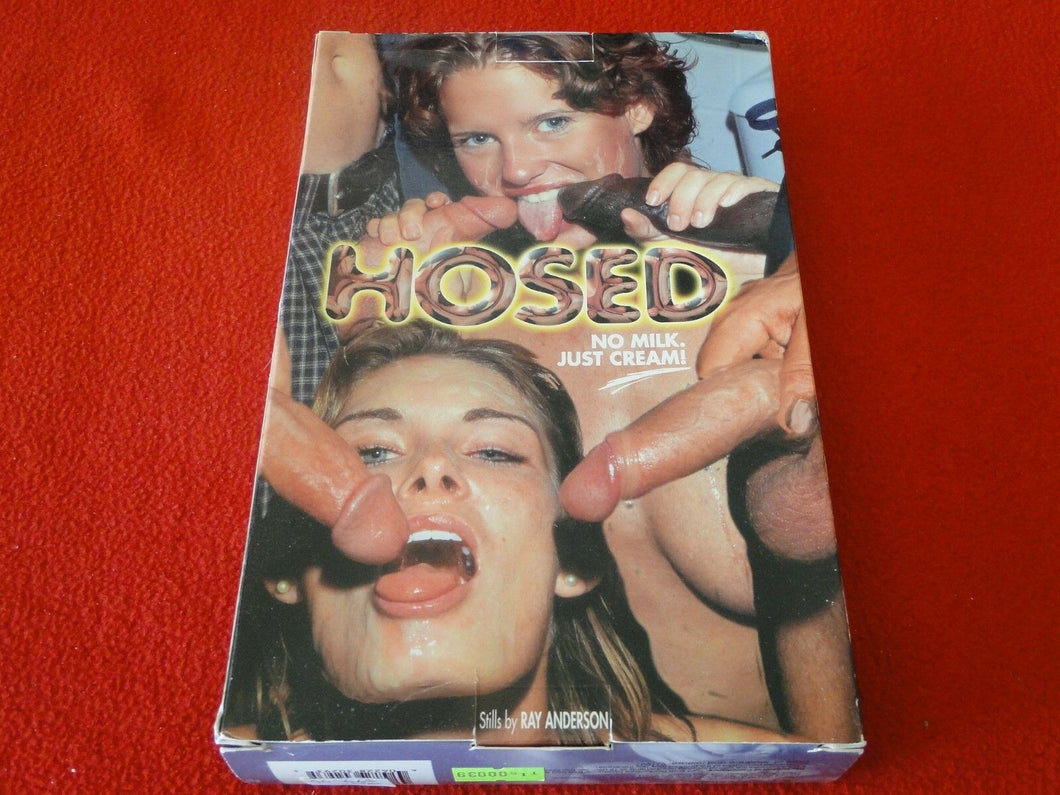 HOSED
NO MILK.
JUST CREAM!
Stills by RAY ANDERSON